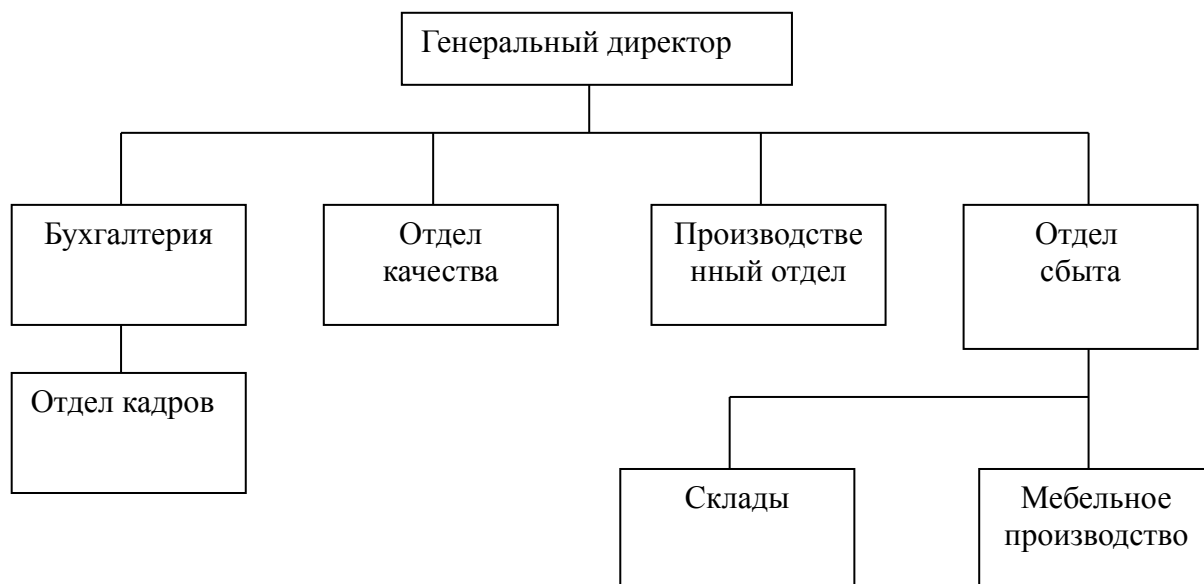 Генеральный директор
Бухгалтерия
Отдел
качества
Производстве
нный отдел
Отдел
сбыта
Отдел кадров
Склады
Мебельное
производство